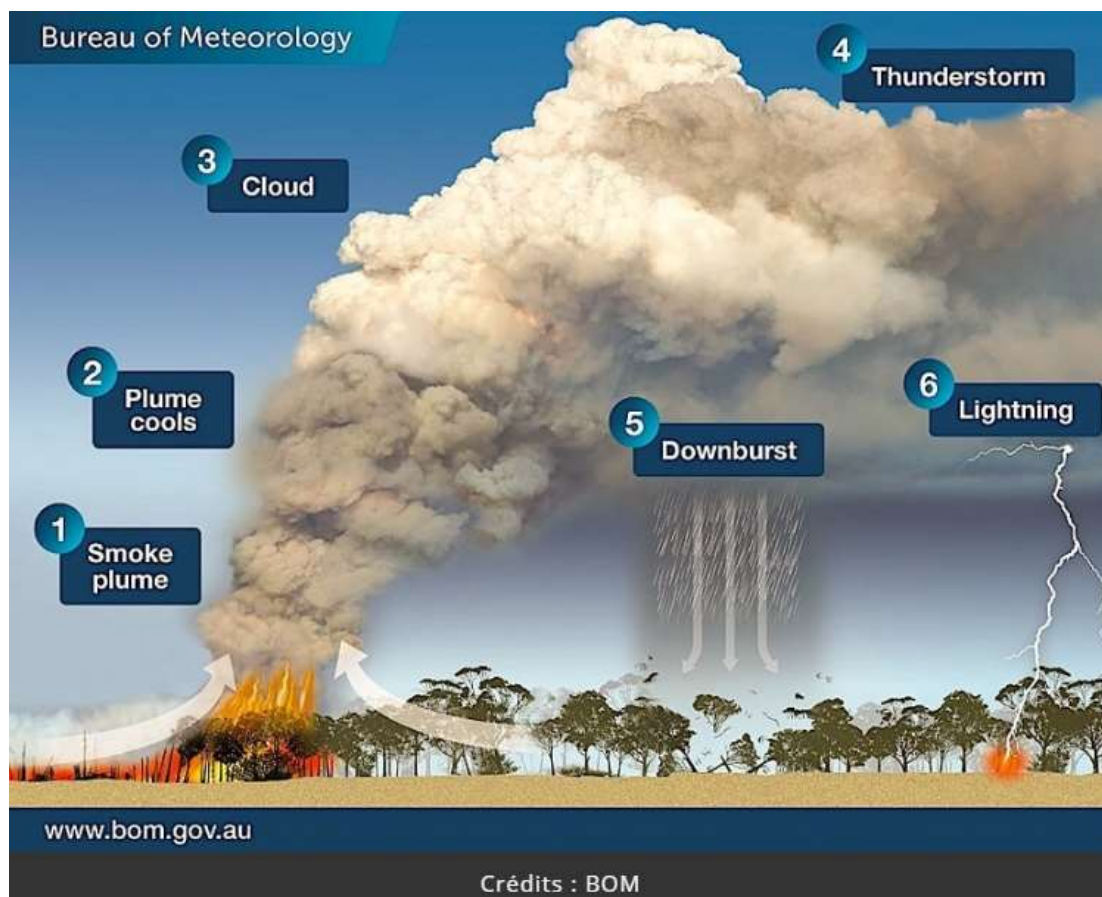 Bureau of Meteorology
4
Thunderstorm
3
Cloud
2
Plume
cools
6
Lightning
5
Downburst
1
Smoke
plume
www.bom.gov.au
Crédits : BOM